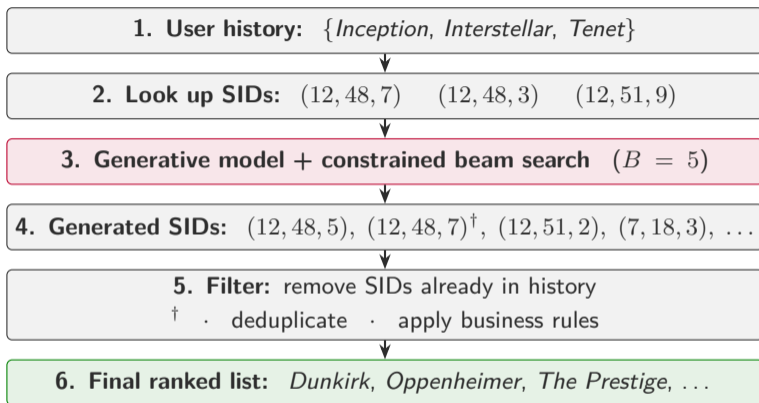 1. User history: {Inception, Interstellar, Tenet}
2. Look up SIDs: (12, 48, 7) (12, 48, 3) (12, 51, 9)
3. Generative model + constrained beam search (B = 5)
4. Generated SIDs: (12, 48, 5), (12, 48, 7)†, (12, 51, 2), (7, 18, 3), ...
5. Filter: remove SIDs already in history
† · deduplicate · apply business rules
6. Final ranked list: Dunkirk, Oppenheimer, The Prestige, ...